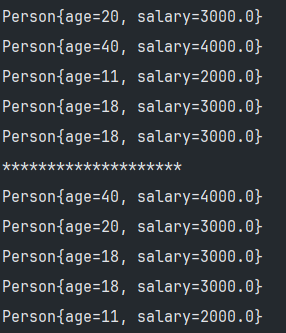 Person{age=20, salary=3000.0}
Person{age=40, salary=4000.0}
Person{age=11, salary=2000.0}
Person{age=18, salary=3000.0}
Person{age=18, salary=3000.0}
********************
Person{age=40, salary=4000.0}
Person{age=20, salary=3000.0}
Person{age=18, salary=3000.0}
Person{age=18, salary=3000.0}
Person{age=11, salary=2000.0}